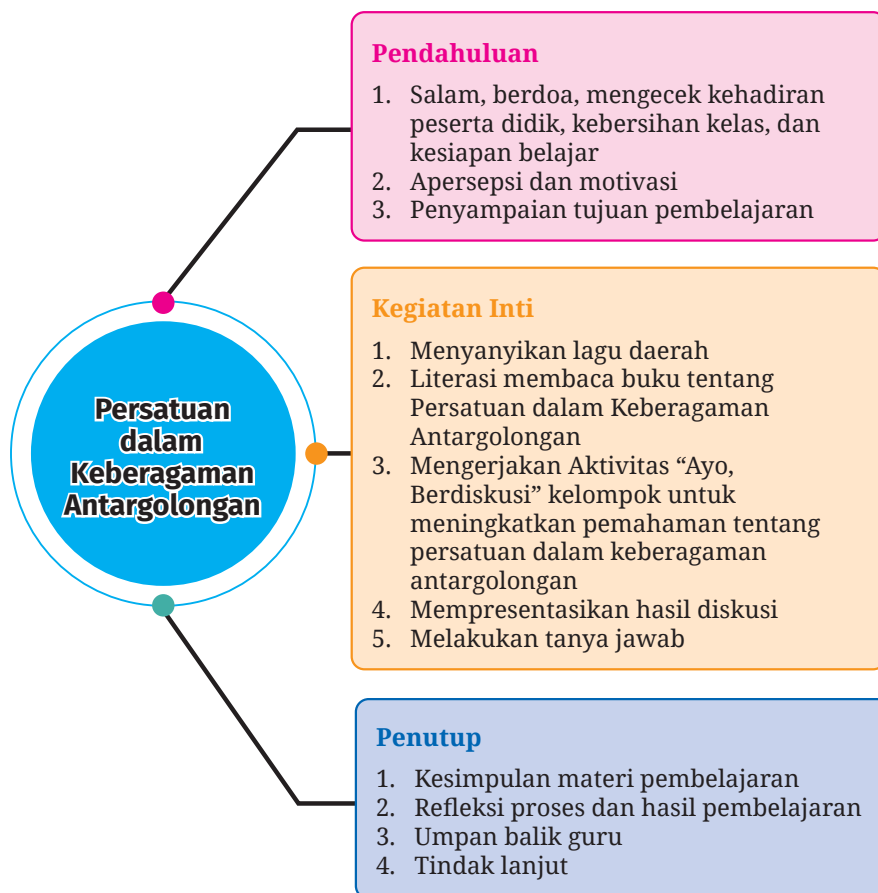 Pendahuluan
1. Salam, berdoa, mengecek kehadiran
peserta didik, kebersihan kelas, dan
kesiapan belajar
2. Apersepsi dan motivasi
3. Penyampaian tujuan pembelajaran
Persatuan
dalam
Keberagaman
Antargolongan
Kegiatan Inti
1. Menyanyikan lagu daerah
2. Literasi membaca buku tentang
Persatuan dalam Keberagaman
Antargolongan
3. Mengerjakan Aktivitas “Ayo,
Berdiskusi” kelompok untuk
meningkatkan pemahaman tentang
persatuan dalam keberagaman
antargolongan
4. Mempresentasikan hasil diskusi
5. Melakukan tanya jawab
Penutup
1. Kesimpulan materi pembelajaran
2. Refleksi proses dan hasil pembelajaran
3. Umpan balik guru
4. Tindak lanjut